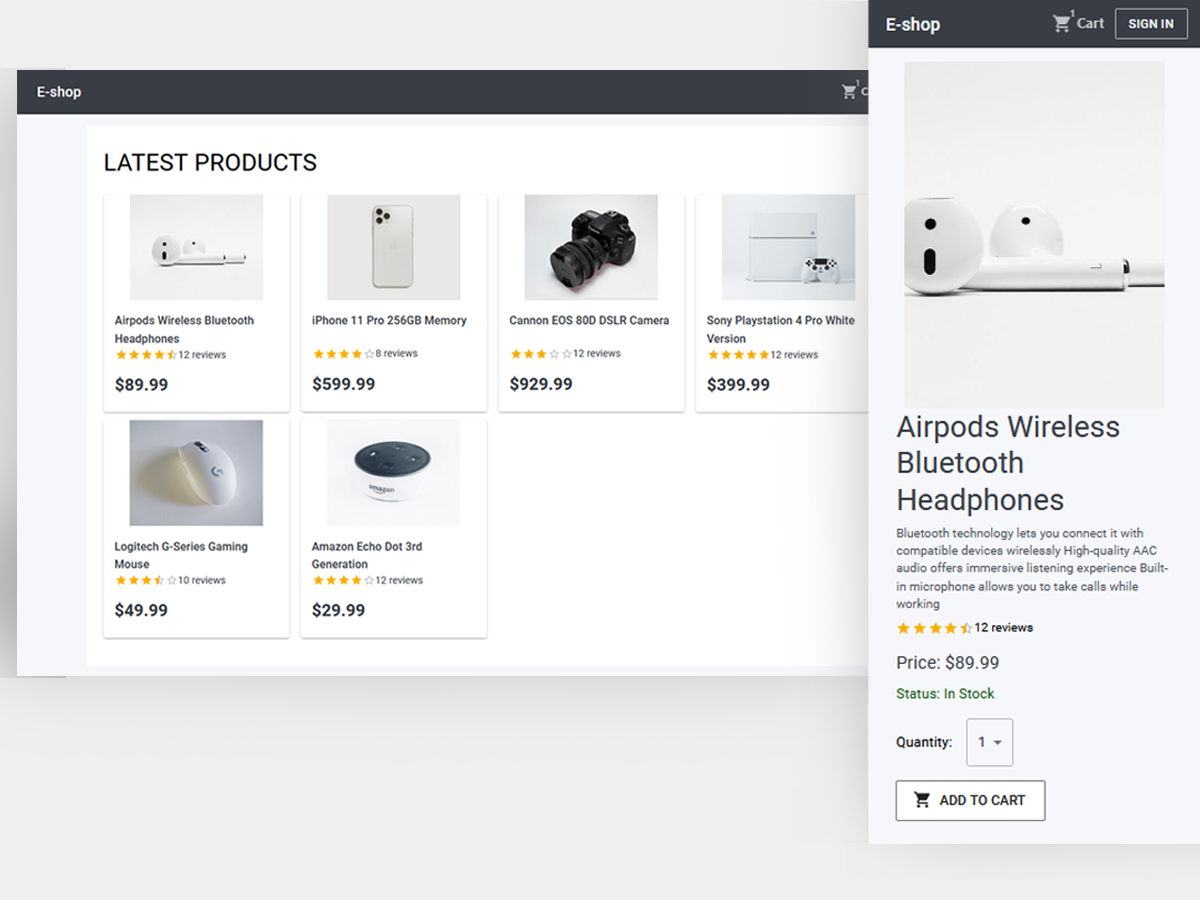 E-shop
1
LATEST PRODUCTS
Airpods Wireless Bluetooth
Headphones
12 reviews
$89.99
iPhone 11 Pro 256GB Memory
8 reviews
$599.99
Cannon EOS 80D DSLR Camera
12 reviews
$929.99
Sony Playstation 4 Pro White
Version
12 reviews
$399.99
Logitech G-Series Gaming
Mouse
10 reviews
$49.99
amazon
Amazon Echo Dot 3rd
Generation
12 reviews
$29.99
E-shop
1
Cart
SIGN IN
Airpods Wireless
Bluetooth
Headphones
Bluetooth technology lets you connect it with
compatible devices wirelessly High-quality AAC
audio offers immersive listening experience Built-
in microphone allows you to take calls while
working
12 reviews
Price: $89.99
Status: In Stock
Quantity:
1
ADD TO CART